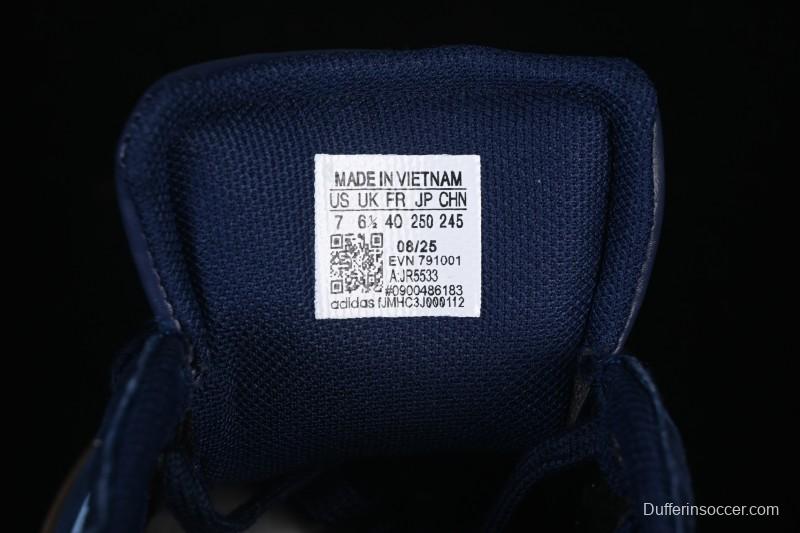 MADE IN VIETNAM
US UK FR JP CHN
7 6½ 40 250 245
08/25
EVN 791001
A:JR5533
#0900486183
adidas fJMHC3J000112
Dufferinsoccer.com